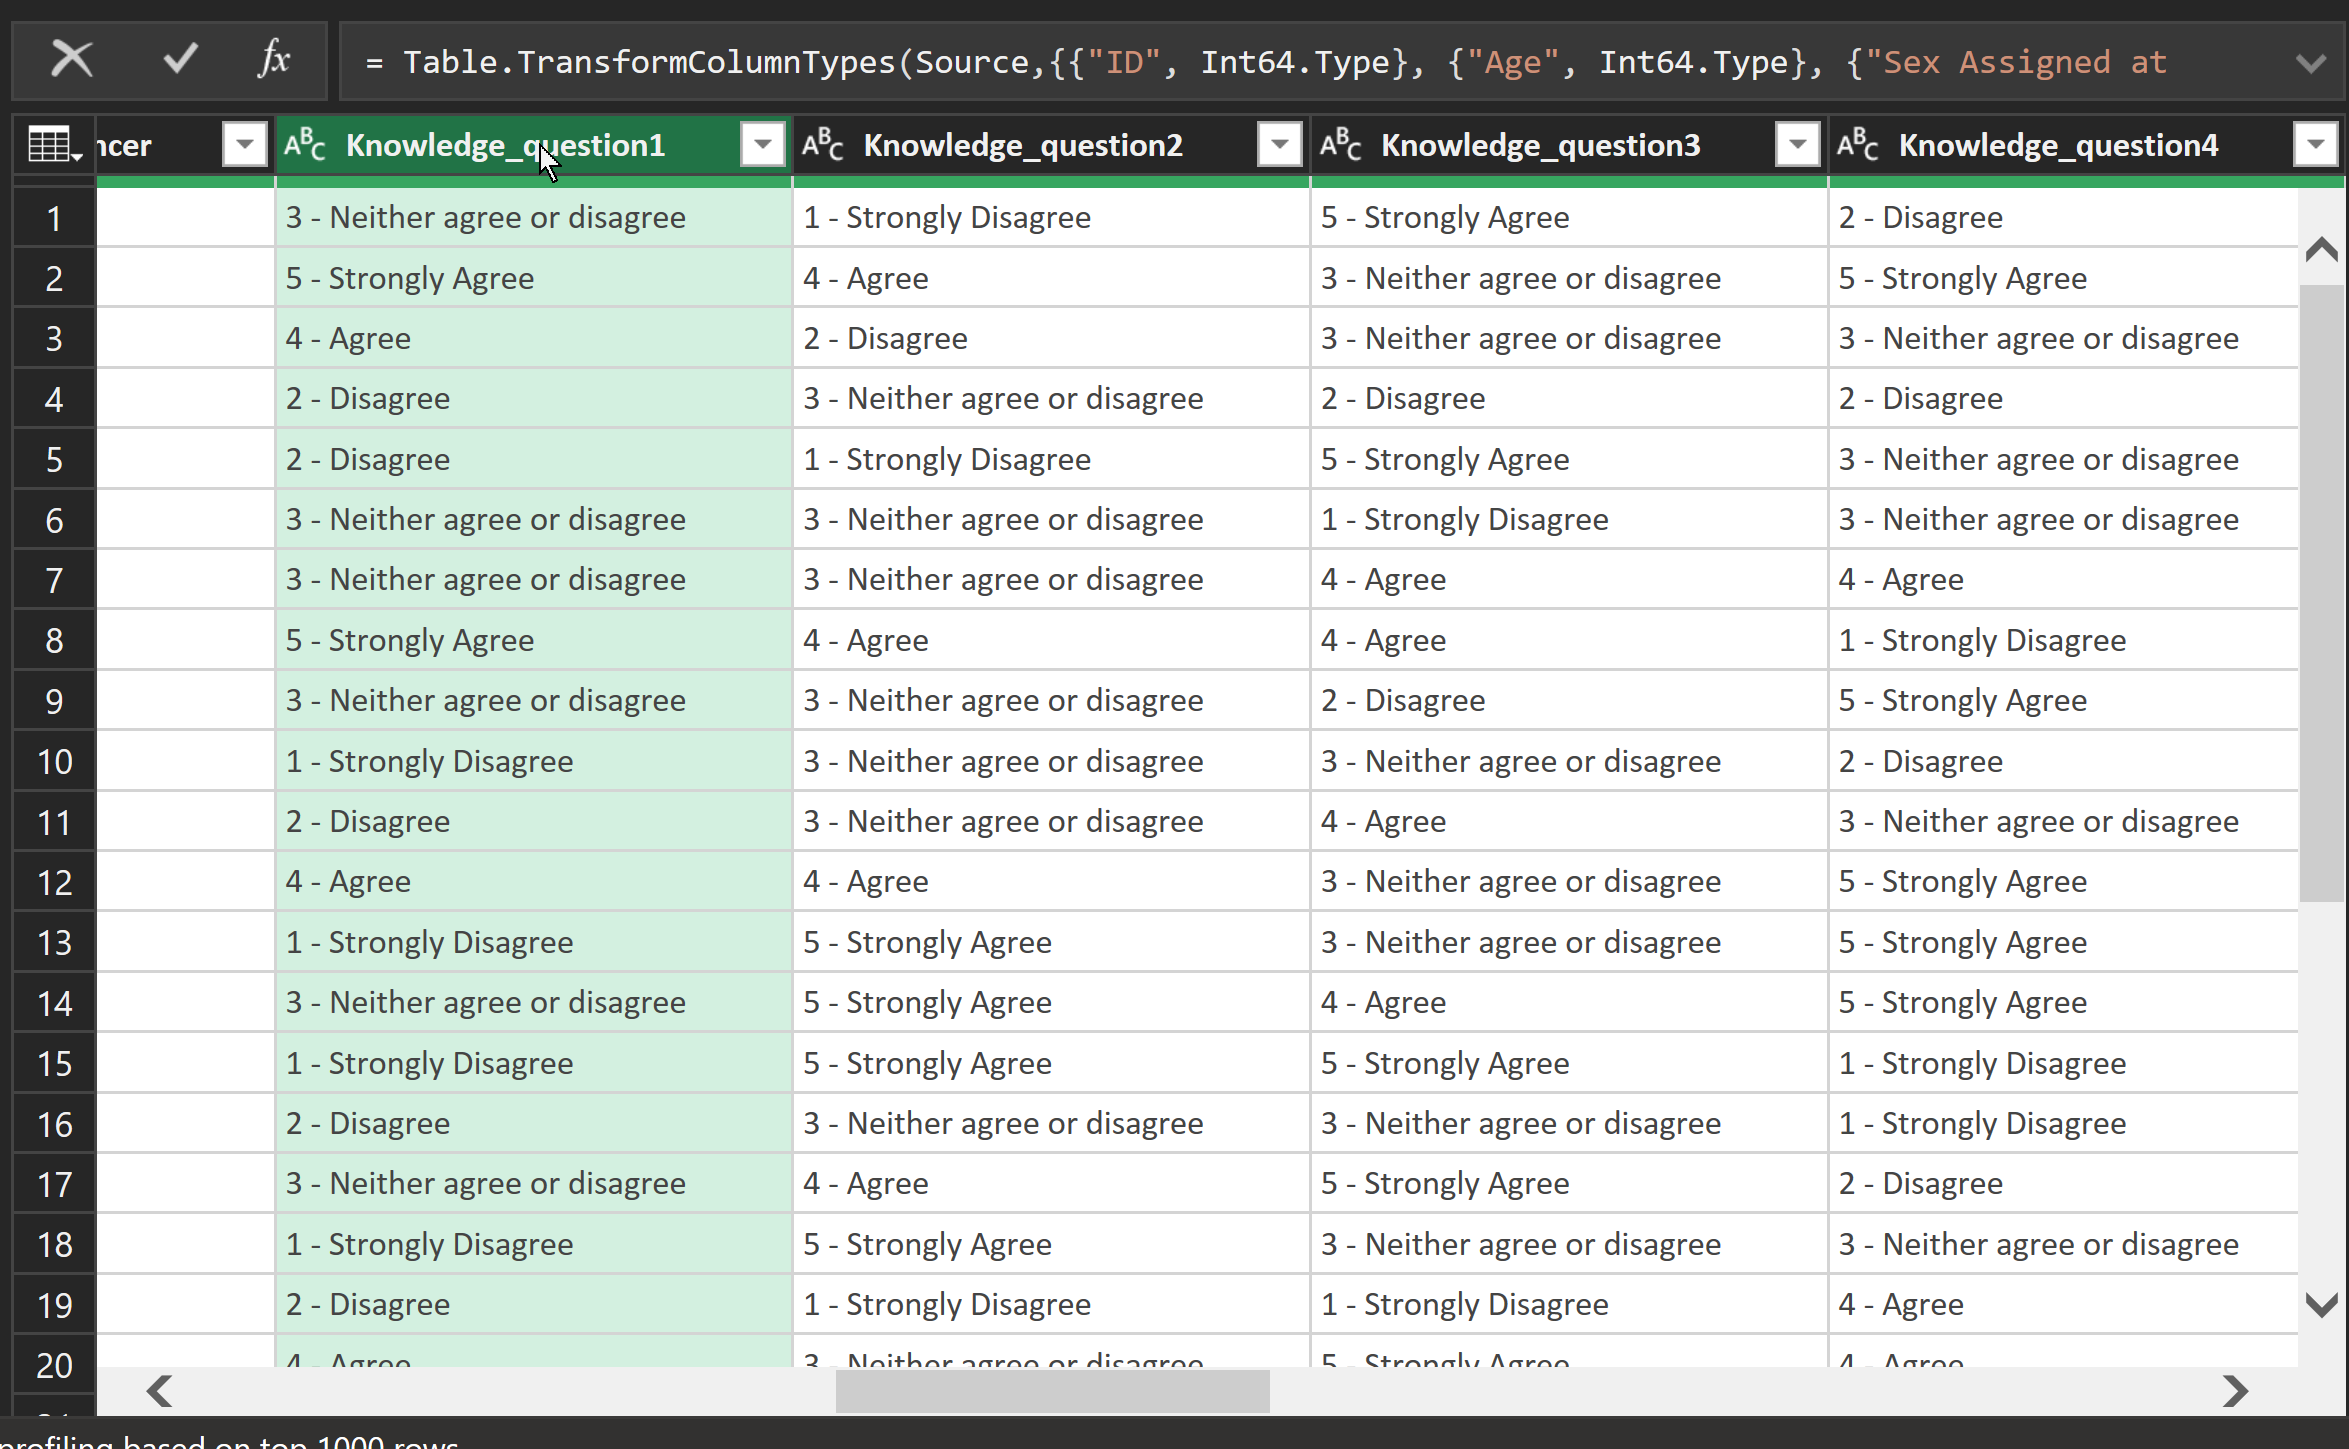 fx = Table.TransformColumnTypes(Source,{{"ID", Int64.Type}, {"Age", Int64.Type}, {"Sex Assigned at
ncer ABC Knowledge_question1 ABC Knowledge_question2 ABC Knowledge_question3 ABC Knowledge_question4
1 3 - Neither agree or disagree 1 - Strongly Disagree 5 - Strongly Agree 2 - Disagree
2 5 - Strongly Agree 4 - Agree 3 - Neither agree or disagree 5 - Strongly Agree
3 4 - Agree 2 - Disagree 3 - Neither agree or disagree 3 - Neither agree or disagree
4 2 - Disagree 3 - Neither agree or disagree 2 - Disagree 2 - Disagree
5 2 - Disagree 1 - Strongly Disagree 5 - Strongly Agree 3 - Neither agree or disagree
6 3 - Neither agree or disagree 3 - Neither agree or disagree 1 - Strongly Disagree 3 - Neither agree or disagree
7 3 - Neither agree or disagree 3 - Neither agree or disagree 4 - Agree 4 - Agree
8 5 - Strongly Agree 4 - Agree 4 - Agree 1 - Strongly Disagree
9 3 - Neither agree or disagree 3 - Neither agree or disagree 2 - Disagree 5 - Strongly Agree
10 1 - Strongly Disagree 3 - Neither agree or disagree 3 - Neither agree or disagree 2 - Disagree
11 2 - Disagree 3 - Neither agree or disagree 4 - Agree 3 - Neither agree or disagree
12 4 - Agree 4 - Agree 3 - Neither agree or disagree 5 - Strongly Agree
13 1 - Strongly Disagree 5 - Strongly Agree 3 - Neither agree or disagree 5 - Strongly Agree
14 3 - Neither agree or disagree 5 - Strongly Agree 4 - Agree 5 - Strongly Agree
15 1 - Strongly Disagree 5 - Strongly Agree 5 - Strongly Agree 1 - Strongly Disagree
16 2 - Disagree 3 - Neither agree or disagree 3 - Neither agree or disagree 1 - Strongly Disagree
17 3 - Neither agree or disagree 4 - Agree 5 - Strongly Agree 2 - Disagree
18 1 - Strongly Disagree 5 - Strongly Agree 3 - Neither agree or disagree 3 - Neither agree or disagree
19 2 - Disagree 1 - Strongly Disagree 1 - Strongly Disagree 4 - Agree
20 4 - Agree 3 - Neither agree or disagree 5 - Strongly Agree 4 - Agree
profiling based on top 1000 rows